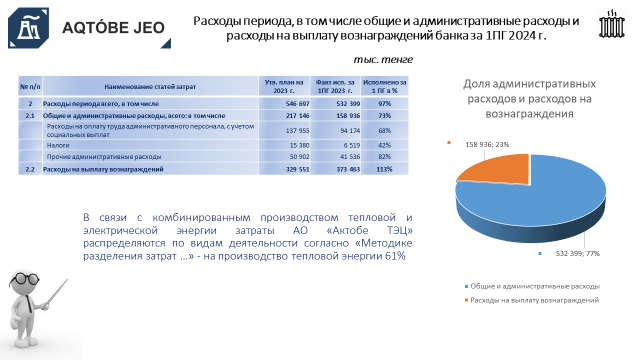 AQTÓBE JEO
Расходы периода, в том числе общие и административные расходы и
расходы на выплату вознаграждений банка за 1ПГ 2024 г.
тыс. тенге
№ п/п Наименование статей затрат Утв. план на 2023 г. Факт исп. за 1ПГ 2023 г. Исполнено за 1 ПГ в %
2 Расходы периода всего, в том числе 546 697 532 399 97%
2.1 Общие и административные расходы, всего: в том числе 217 146 158 936 73%
Расходы на оплату труда административного персонала, с учетом социальных выплат 137 955 94 174 68%
Налоги 15 380 6 519 42%
Прочие административные расходы 50 902 41 536 82%
2.2 Расходы на выплату вознаграждений 329 551 373 463 113%
Доля административных
расходов и расходов на
вознаграждения
158 936; 23%
532 399; 77%
Общие и административные расходы
Расходы на выплату вознаграждений
В связи с комбинированным производством тепловой и
электрической энергии затраты АО «Актобе ТЭЦ»
распределяются по видам деятельности согласно «Методике
разделения затрат …» - на производство тепловой энергии 61%